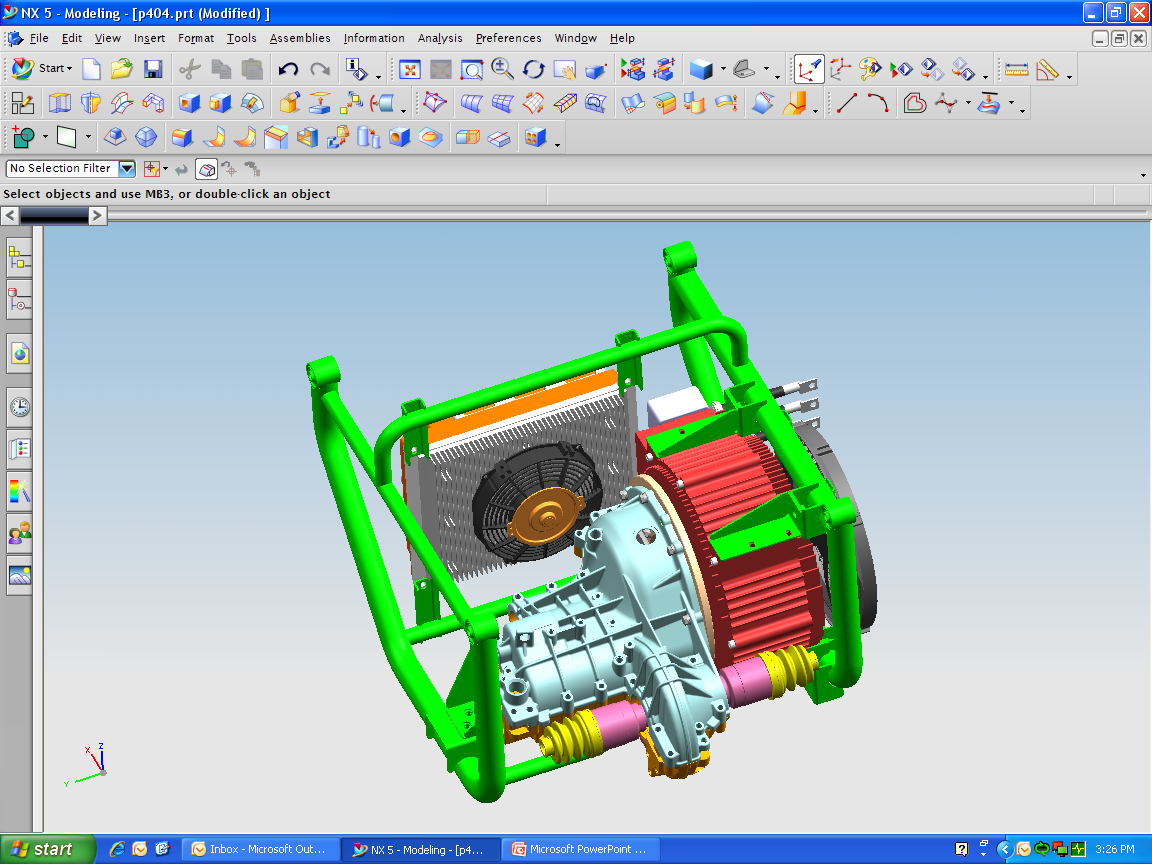 NX 5 - Modeling - [p404.prt (Modified) ]
File Edit View Insert Format Tools Assemblies Information Analysis Preferences Window Help
Start
No Selection Filter
Select objects and use MB3, or double-click an object
X Z
Y
start Inbox - Microsoft Out... NX 5 - Modeling - [p4... Microsoft PowerPoint ... 3:26 PM